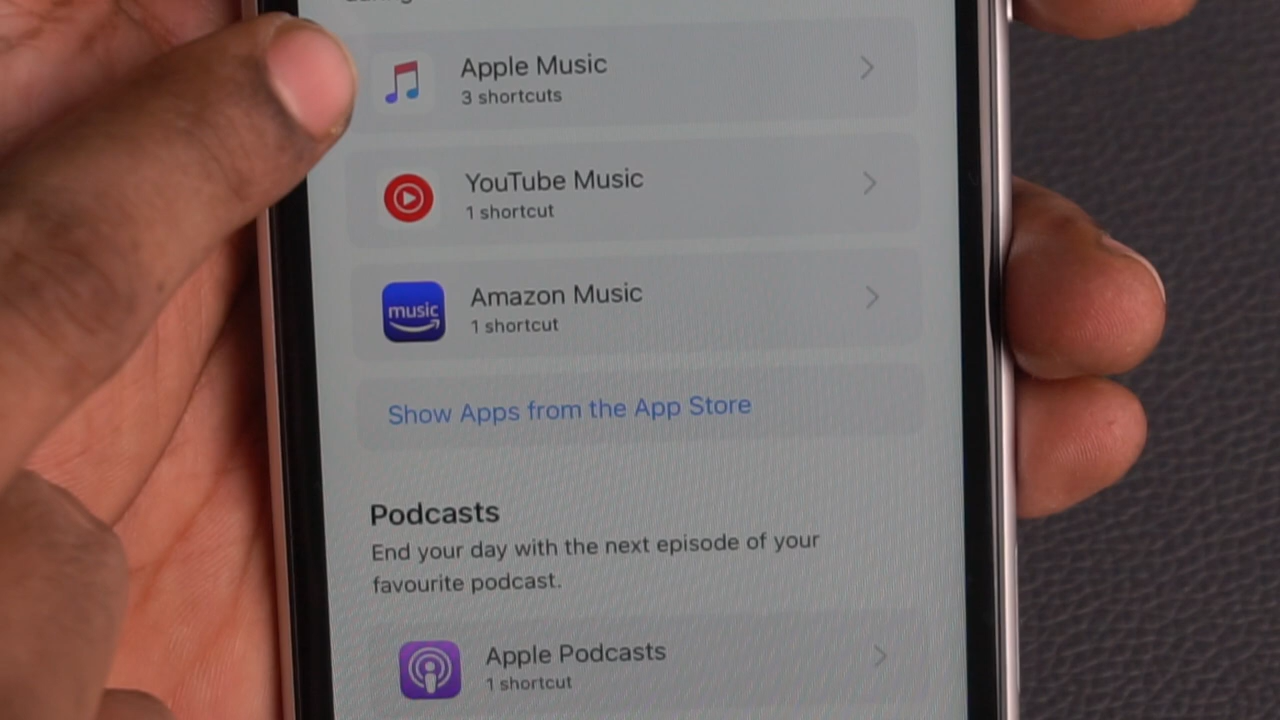 Apple Music
3 shortcuts
YouTube Music
1 shortcut
music
Amazon Music
1 shortcut
Show Apps from the App Store
Podcasts
End your day with the next episode of your
favourite podcast.
Apple Podcasts
1 shortcut